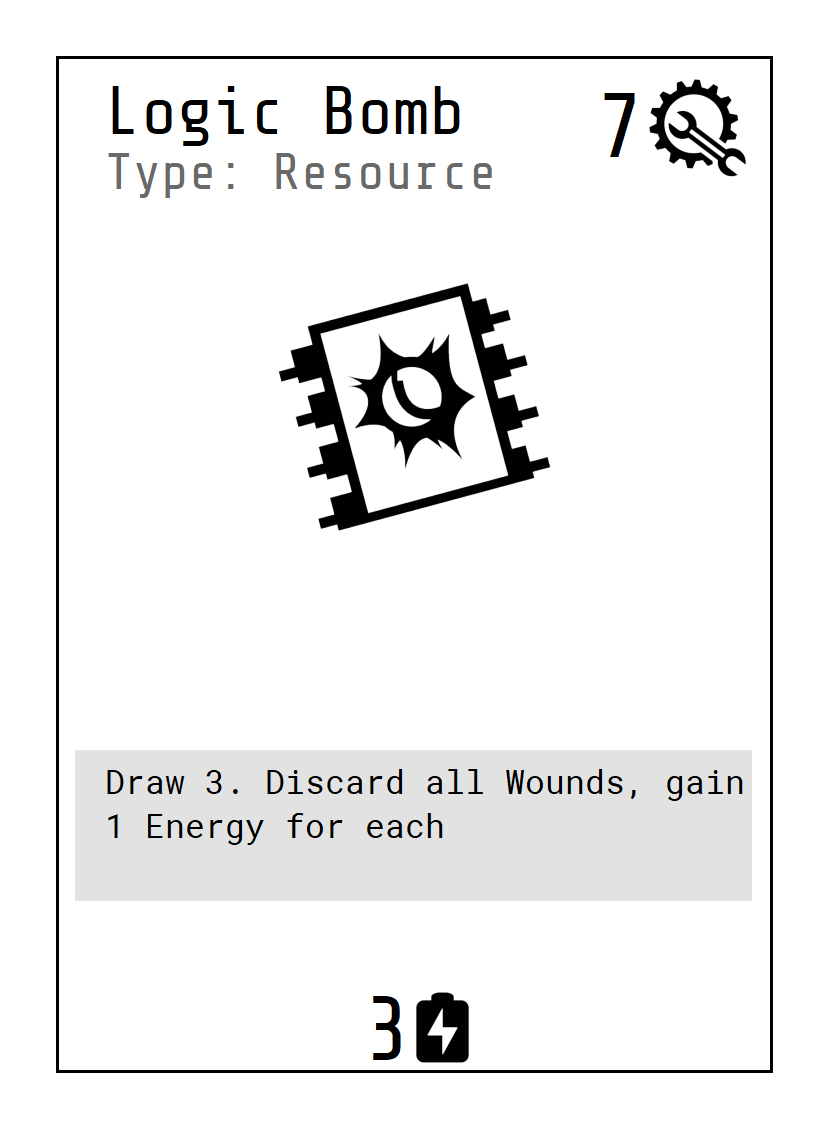 Logic Bomb
7
Type: Resource
Draw 3. Discard all Wounds, gain
1 Energy for each
3